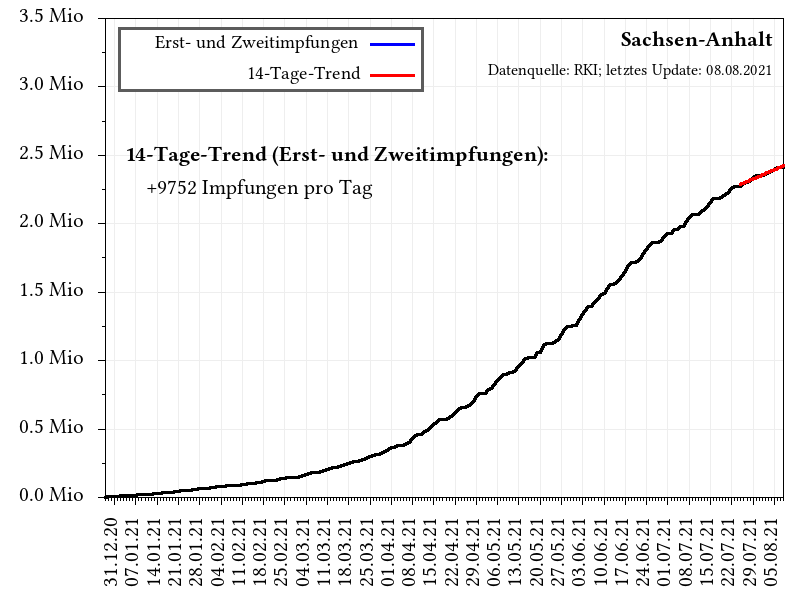 3.5 Mio
3.0 Mio
2.5 Mio
2.0 Mio
1.5 Mio
1.0 Mio
0.5 Mio
0.0 Mio
Erst- und Zweitimpfungen
14-Tage-Trend
Sachsen-Anhalt
Datenquelle: RKI; letztes Update: 08.08.2021
14-Tage-Trend (Erst- und Zweitimpfungen):
+9752 Impfungen pro Tag
31.12.20
07.01.21
14.01.21
21.01.21
28.01.21
04.02.21
11.02.21
18.02.21
25.02.21
04.03.21
11.03.21
18.03.21
25.03.21
01.04.21
08.04.21
15.04.21
22.04.21
29.04.21
06.05.21
13.05.21
20.05.21
27.05.21
03.06.21
10.06.21
17.06.21
24.06.21
01.07.21
08.07.21
15.07.21
22.07.21
29.07.21
05.08.21